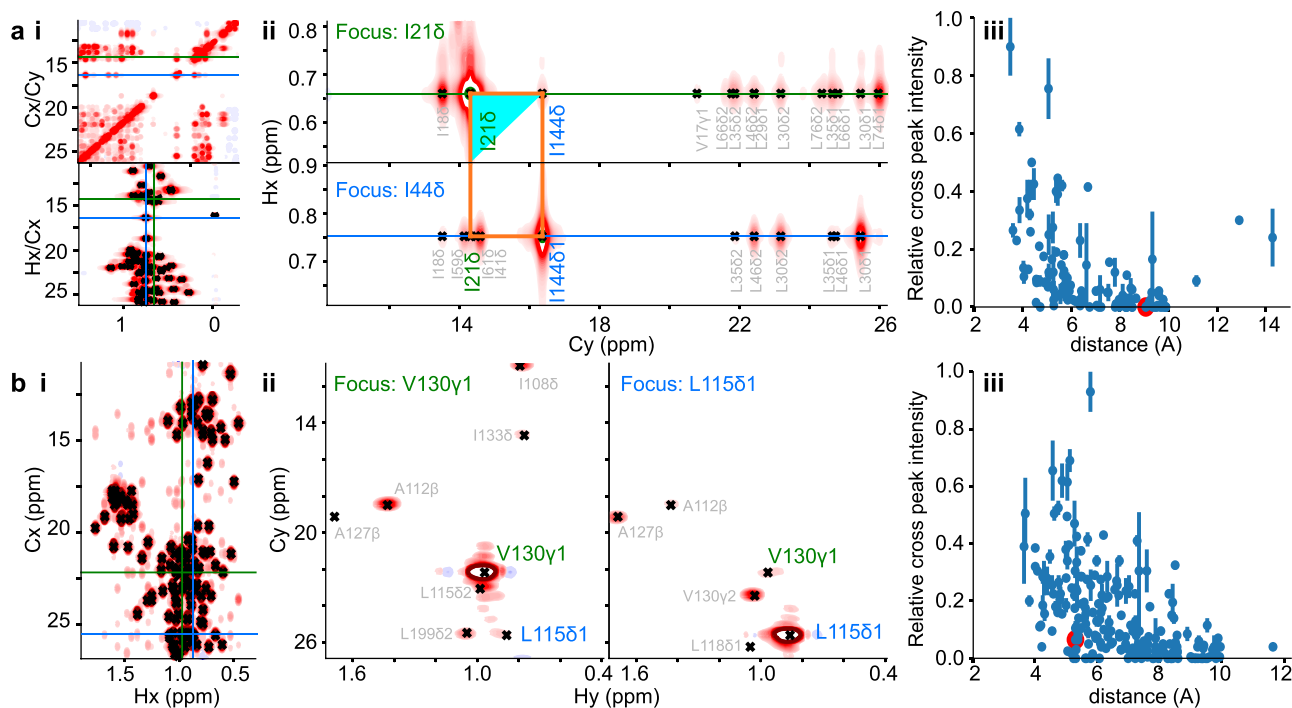 a i
Cx/Cy
15
20
25
Hx/Cx
15
20
25
1 0
ii
Hx (ppm)
0.8
0.7
0.6
0.9
0.8
0.7
Focus: I21δ
I18δ
I21δ
I144δ
V17γ1
L66δ2
L35δ2
L46δ2
L29δ1
L30δ2
L76δ2
L35δ1
L66δ1
L30δ1
L74δ1
Focus: I44δ
I18δ
I59δ
I21δ
I61δ
I41δ
I144δ1
L35δ2
L46δ2
L30δ2
L35δ1
L46δ1
L30δ1
14 18 22 26
Cy (ppm)
iii
Relative cross peak intensity
1.0
0.8
0.6
0.4
0.2
0.0
2 4 6 8 10 12 14
distance (A)
b i
Cx (ppm)
15
20
25
1.5 1.0 0.5
Hx (ppm)
ii
Cy (ppm)
14
20
26
Focus: V130γ1
I108δ
I133δ
A112β
A127β
V130γ1
L115δ2
L199δ2
L115δ1
1.6 1.0
Focus: L115δ1
A112β
A127β
V130γ1
V130γ2
L115δ1
L118δ1
1.6 1.0 0.4
Hy (ppm)
iii
Relative cross peak intensity
1.0
0.8
0.6
0.4
0.2
0.0
2 4 6 8 10 12
distance (A)